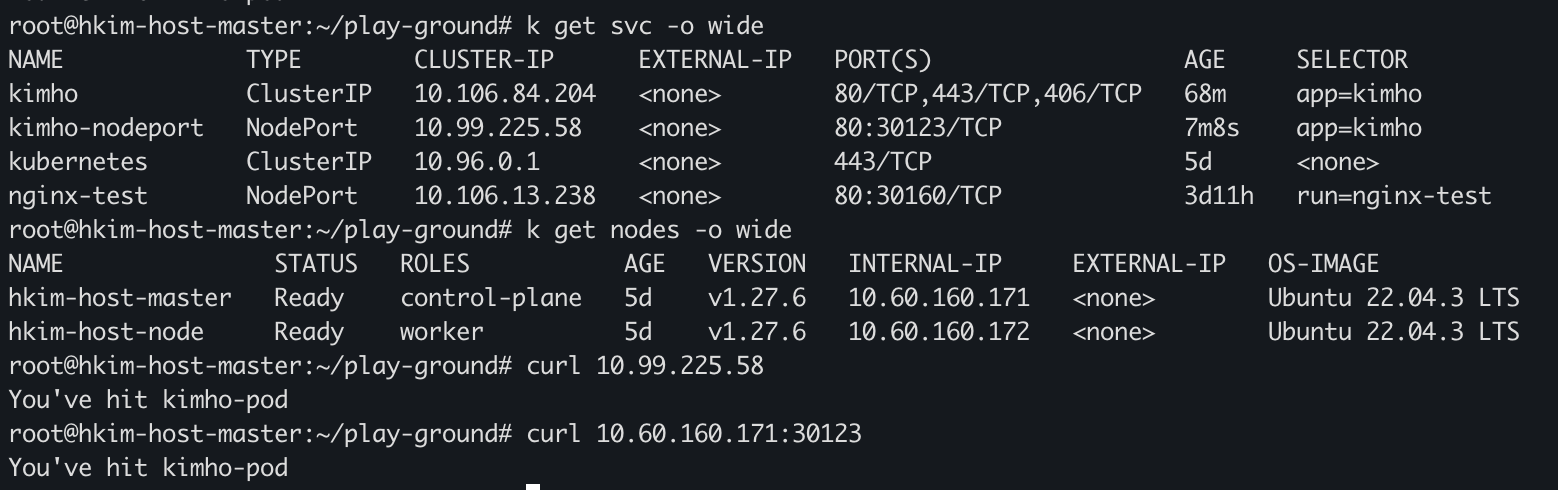 root@hkim-host-master:~/play-ground# k get svc -o wide
NAME TYPE CLUSTER-IP EXTERNAL-IP PORT(S) AGE SELECTOR
kimho ClusterIP 10.106.84.204 <none> 80/TCP,443/TCP,406/TCP 68m app=kimho
kimho-nodeport NodePort 10.99.225.58 <none> 80:30123/TCP 7m8s app=kimho
kubernetes ClusterIP 10.96.0.1 <none> 443/TCP 5d <none>
nginx-test NodePort 10.106.13.238 <none> 80:30160/TCP 3d11h run=nginx-test
root@hkim-host-master:~/play-ground# k get nodes -o wide
NAME STATUS ROLES AGE VERSION INTERNAL-IP EXTERNAL-IP OS-IMAGE
hkim-host-master Ready control-plane 5d v1.27.6 10.60.160.171 <none> Ubuntu 22.04.3 LTS
hkim-host-node Ready worker 5d v1.27.6 10.60.160.172 <none> Ubuntu 22.04.3 LTS
root@hkim-host-master:~/play-ground# curl 10.99.225.58
You've hit kimho-pod
root@hkim-host-master:~/play-ground# curl 10.60.160.171:30123
You've hit kimho-pod